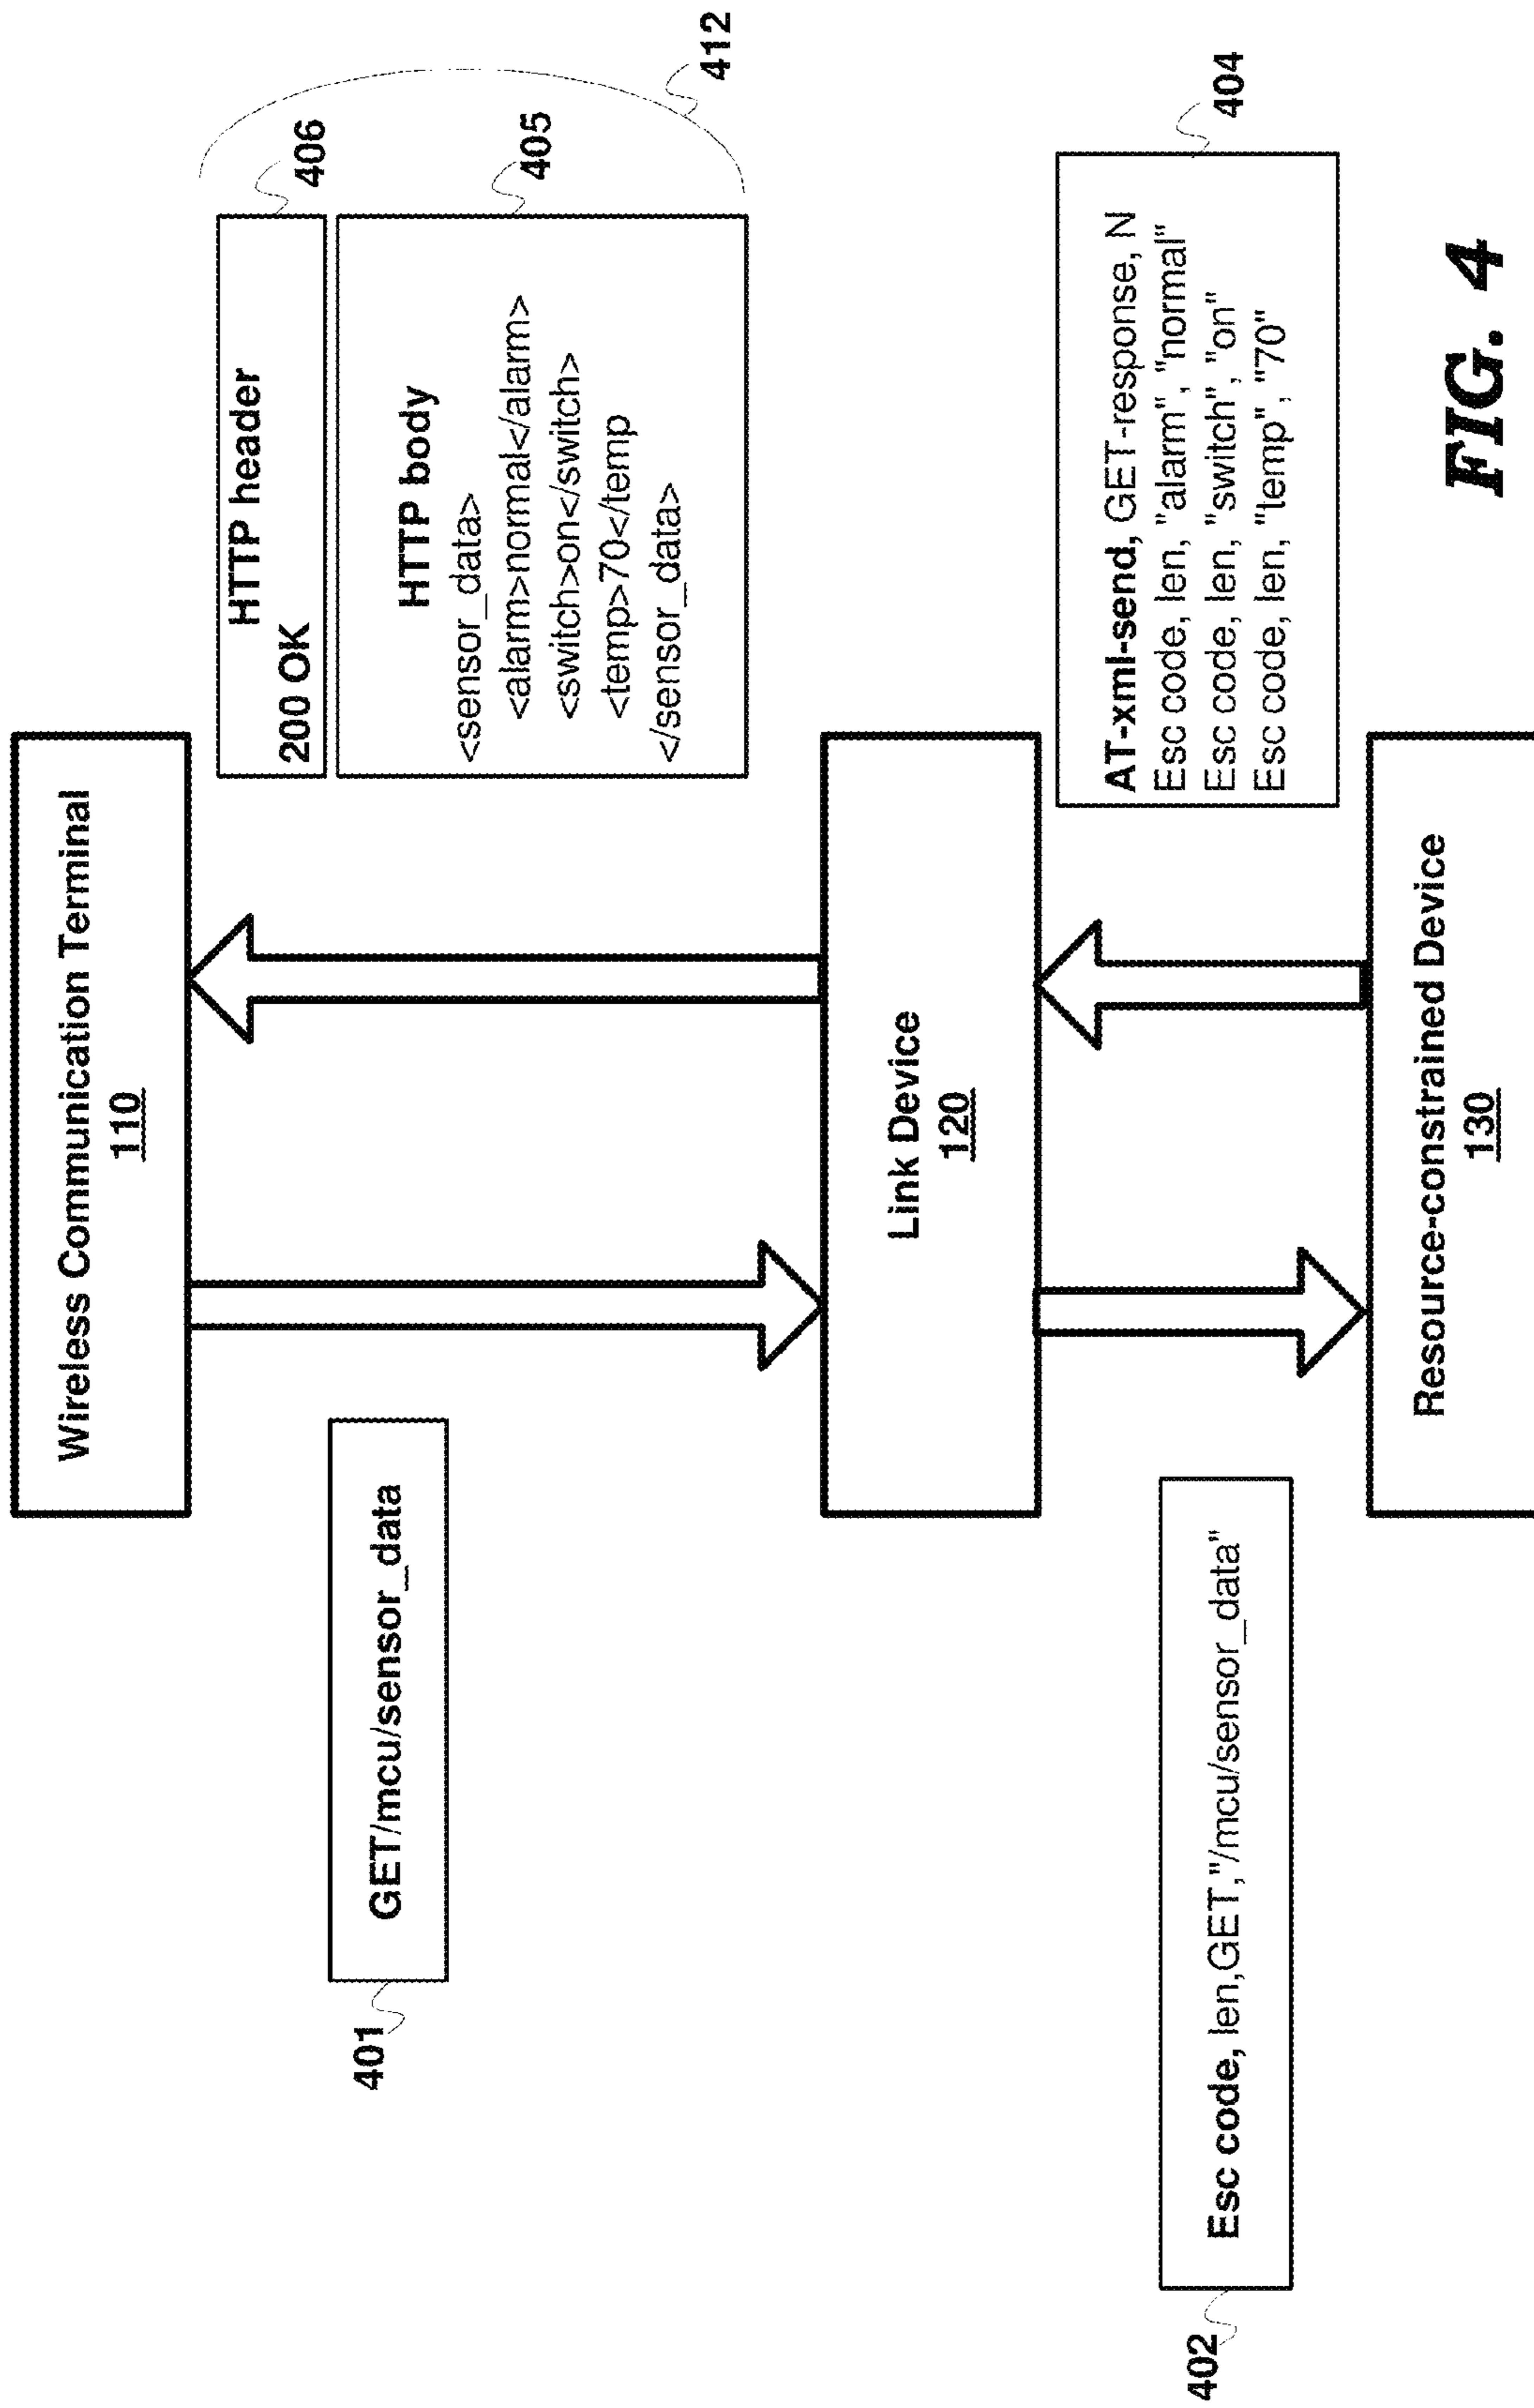 Wireless Communication Terminal
110
401
GET/mcu/sensor_data
HTTP header
200 OK
406
HTTP body
<sensor_data>
<alarm>normal</alarm>
<switch>on</switch>
<temp>70</temp
</sensor_data>
405
412
Link Device
120
402
Esc code, len,GET,"/mcu/sensor_data"
AT-xml-send, GET-response, N
Esc code, len, "alarm", "normal"
Esc code, len, "switch", "on"
Esc code, len, "temp", "70"
404
Resource-constrained Device
130
FIG. 4